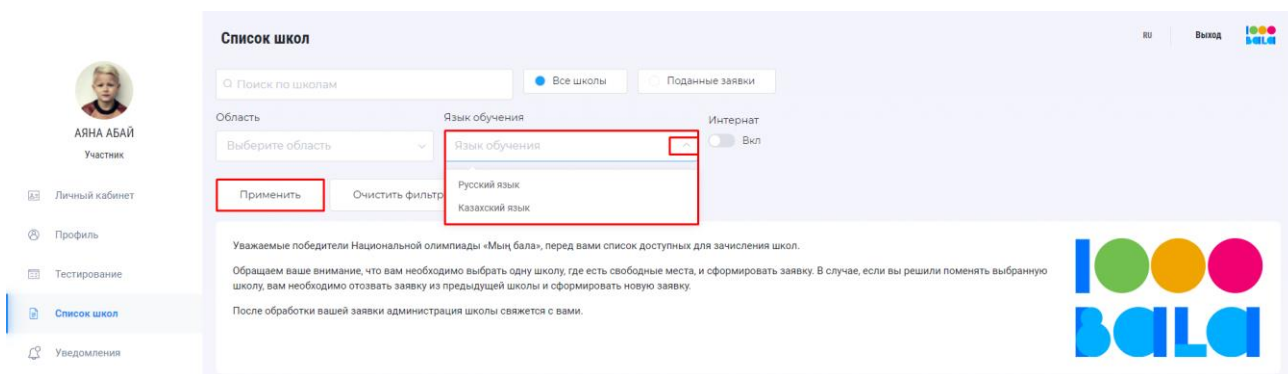 Список школ
RU
Выход
1000
BALA
Поиск по школам
Все школы
Поданные заявки
АЯНА АБАЙ
Участник
Область
Язык обучения
Интернат
Выберите область
Язык обучения
Вкл
Применить
Очистить фильтр
Русский язык
Казахский язык
Личный кабинет
Профиль
Тестирование
Список школ
Уведомления
Уважаемые победители Национальной олимпиады «Мың бала», перед вами список доступных для зачисления школ.
Обращаем ваше внимание, что вам необходимо выбрать одну школу, где есть свободные места, и сформировать заявку. В случае, если вы решили поменять выбранную
школу, вам необходимо отозвать заявку из предыдущей школы и сформировать новую заявку.
После обработки вашей заявки администрация школы свяжется с вами.
1000
BALA